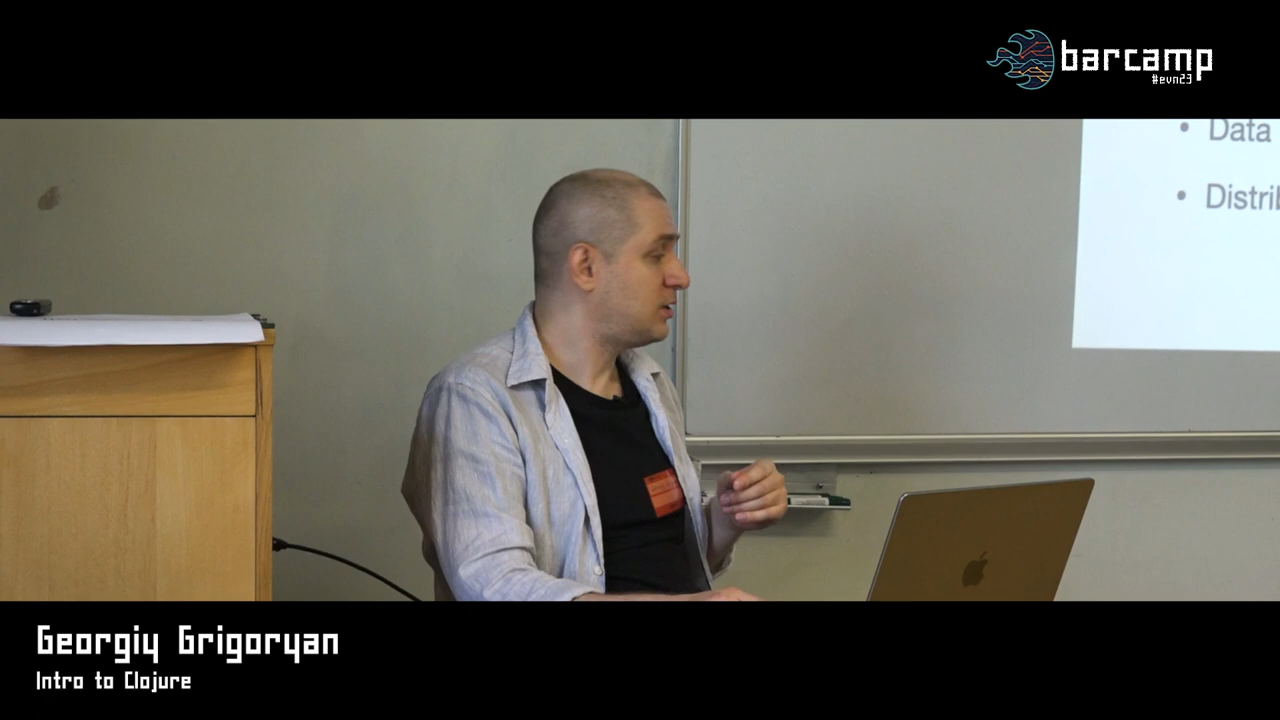 barcamp
#evn23
• Data
• Distrib
Georgiy Grigoryan
Intro to Clojure